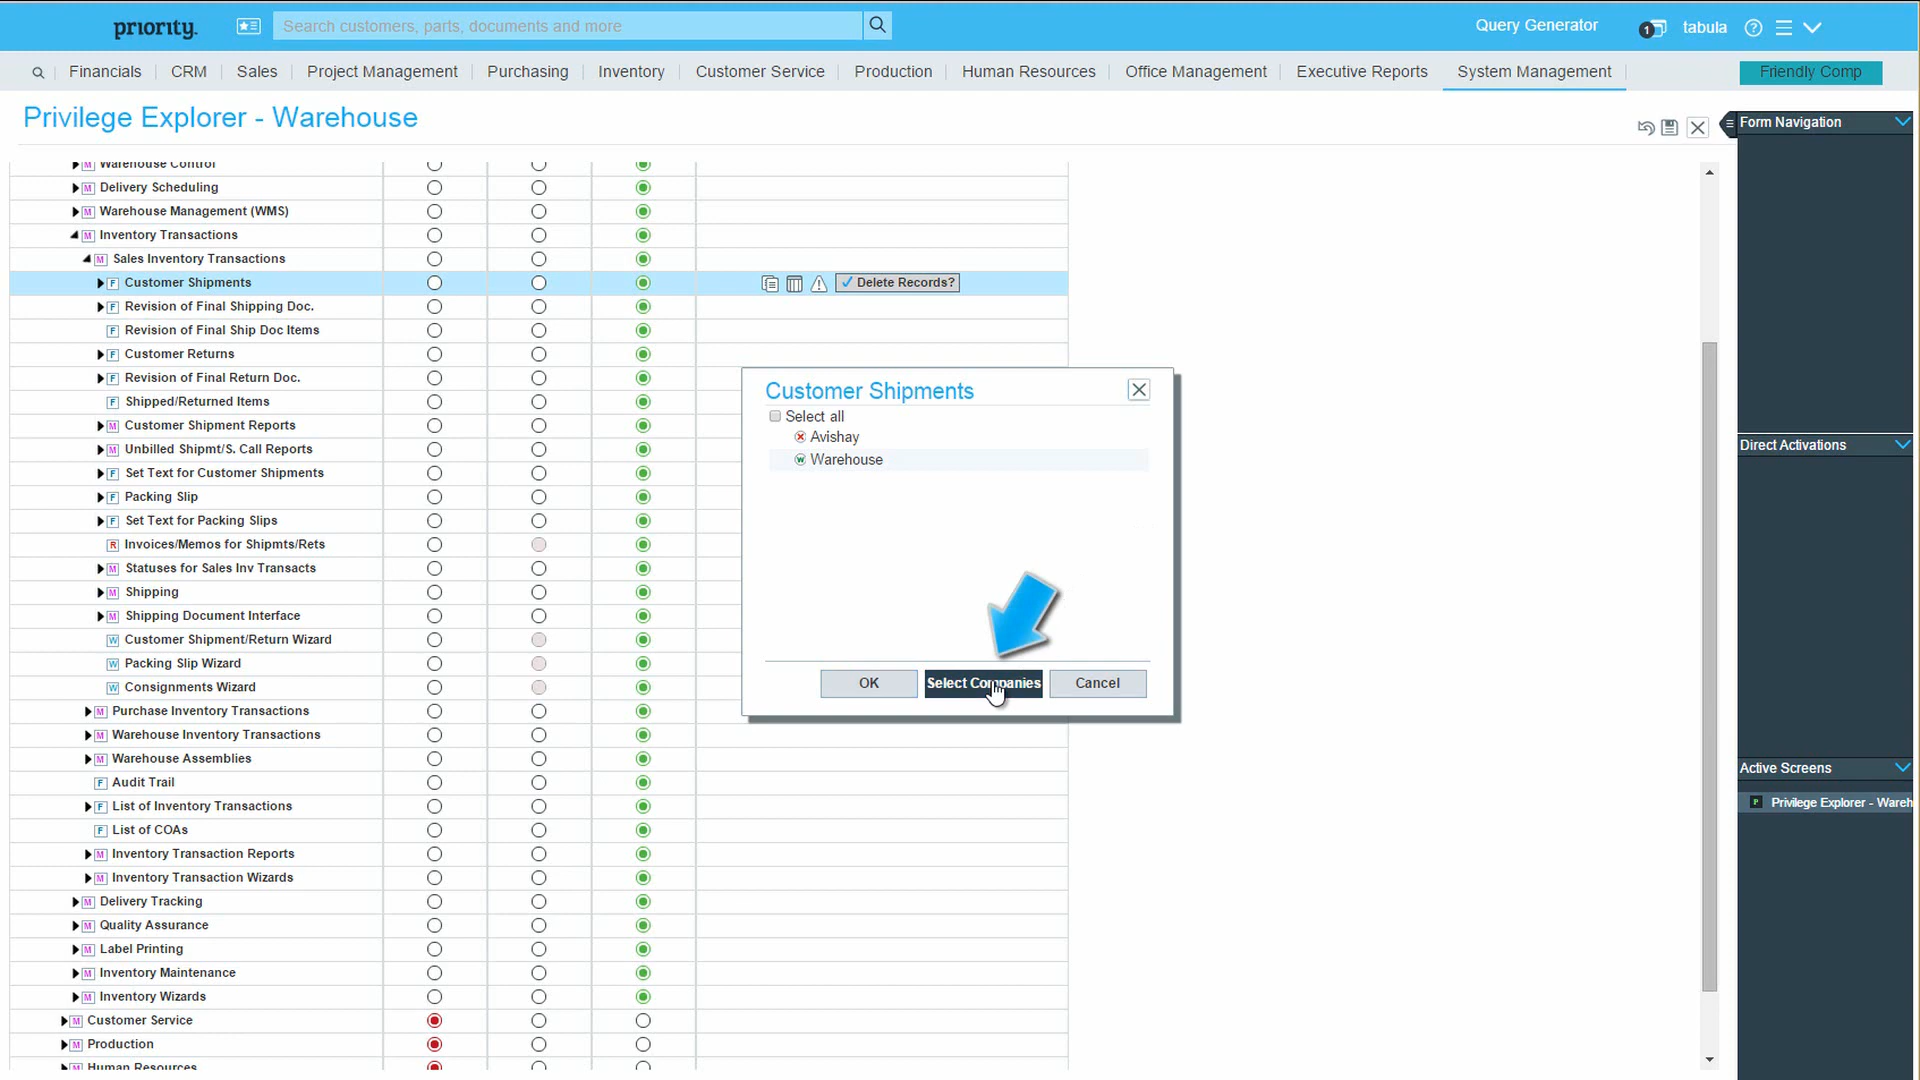 priority.
Search customers, parts, documents and more
Query Generator
1
tabula
Financials
CRM
Sales
Project Management
Purchasing
Inventory
Customer Service
Production
Human Resources
Office Management
Executive Reports
System Management
Friendly Comp
Privilege Explorer - Warehouse
Form Navigation
M Warehouse Control
M Delivery Scheduling
M Warehouse Management (WMS)
M Inventory Transactions
M Sales Inventory Transactions
F Customer Shipments
Delete Records?
F Revision of Final Shipping Doc.
F Revision of Final Ship Doc Items
F Customer Returns
F Revision of Final Return Doc.
F Shipped/Returned Items
M Customer Shipment Reports
M Unbilled Shipmt/S. Call Reports
F Set Text for Customer Shipments
F Packing Slip
F Set Text for Packing Slips
R Invoices/Memos for Shipmts/Rets
M Statuses for Sales Inv Transacts
M Shipping
M Shipping Document Interface
W Customer Shipment/Return Wizard
W Packing Slip Wizard
W Consignments Wizard
M Purchase Inventory Transactions
M Warehouse Inventory Transactions
M Warehouse Assemblies
F Audit Trail
F List of Inventory Transactions
F List of COAs
M Inventory Transaction Reports
M Inventory Transaction Wizards
M Delivery Tracking
M Quality Assurance
M Label Printing
M Inventory Maintenance
M Inventory Wizards
M Customer Service
M Production
M Human Resources
Customer Shipments
Select all
Avishay
W Warehouse
OK
Select Companies
Cancel
Direct Activations
Active Screens
P Privilege Explorer - Wareh